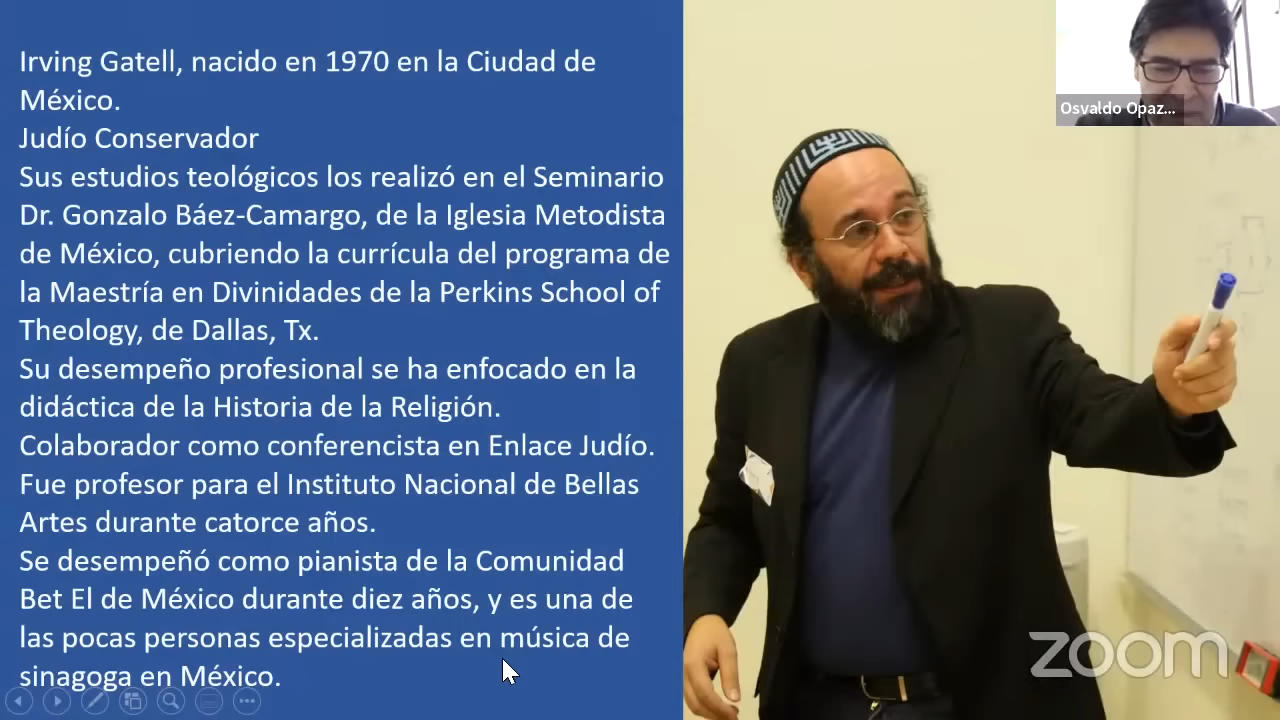 Irving Gatell, nacido en 1970 en la Ciudad de
México.
Judío Conservador
Sus estudios teológicos los realizó en el Seminario
Dr. Gonzalo Báez-Camargo, de la Iglesia Metodista
de México, cubriendo la currícula del programa de
la Maestría en Divinidades de la Perkins School of
Theology, de Dallas, Tx.
Su desempeño profesional se ha enfocado en la
didáctica de la Historia de la Religión.
Colaborador como conferencista en Enlace Judío.
Fue profesor para el Instituto Nacional de Bellas
Artes durante catorce años.
Se desempeñó como pianista de la Comunidad
Bet El de México durante diez años, y es una de
las pocas personas especializadas en música de
sinagoga en México.
Osvaldo Opaz...
zoom